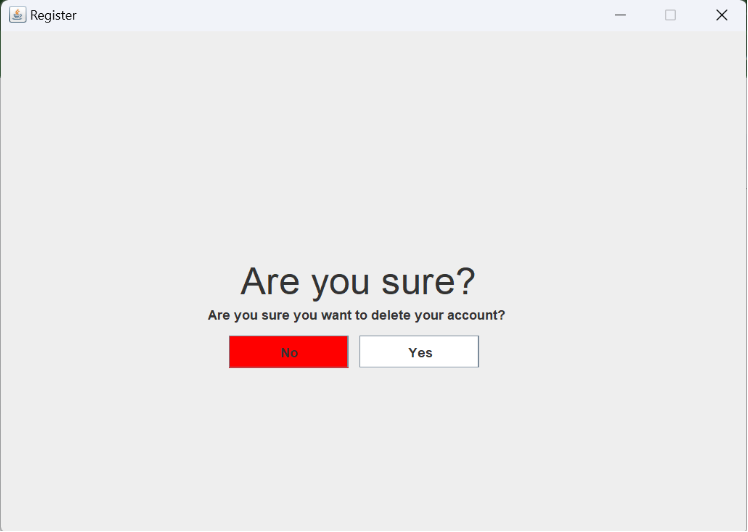 Register
Are you sure?
Are you sure you want to delete your account?
No
Yes